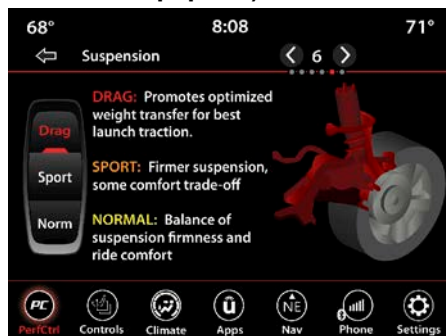 68°
8:08
71°
Suspension
6
DRAG: Promotes optimized
weight transfer for best
launch traction.
Drag
Sport
Norm
SPORT: Firmer suspension,
some comfort trade-off
NORMAL: Balance of
suspension firmness and
ride comfort
PC
PerfCtrl
Controls
Climate
û
Apps
NE
Nav
Phone
Settings